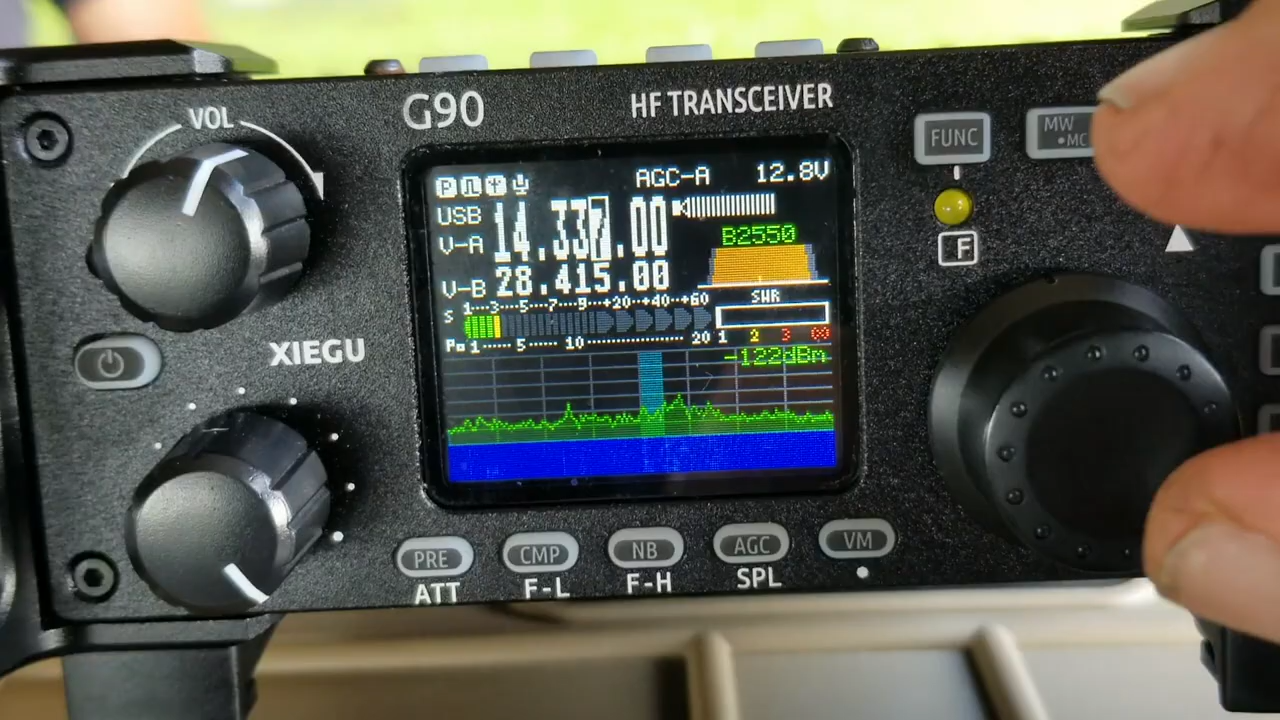 VOL
G90
HF TRANSCEIVER
FUNC
MW
•MC
P
AGC-A
12.8V
USB
14.337.00
V-A
B2550
V-B
28.415.00
S 1---3----5----7---9--+20--+40--+60
SWR
Po 1------5------10----------------20
1 2 3 ∞
-122dBm
F
XIEGU
PRE
CMP
NB
AGC
VM
ATT
F-L
F-H
SPL